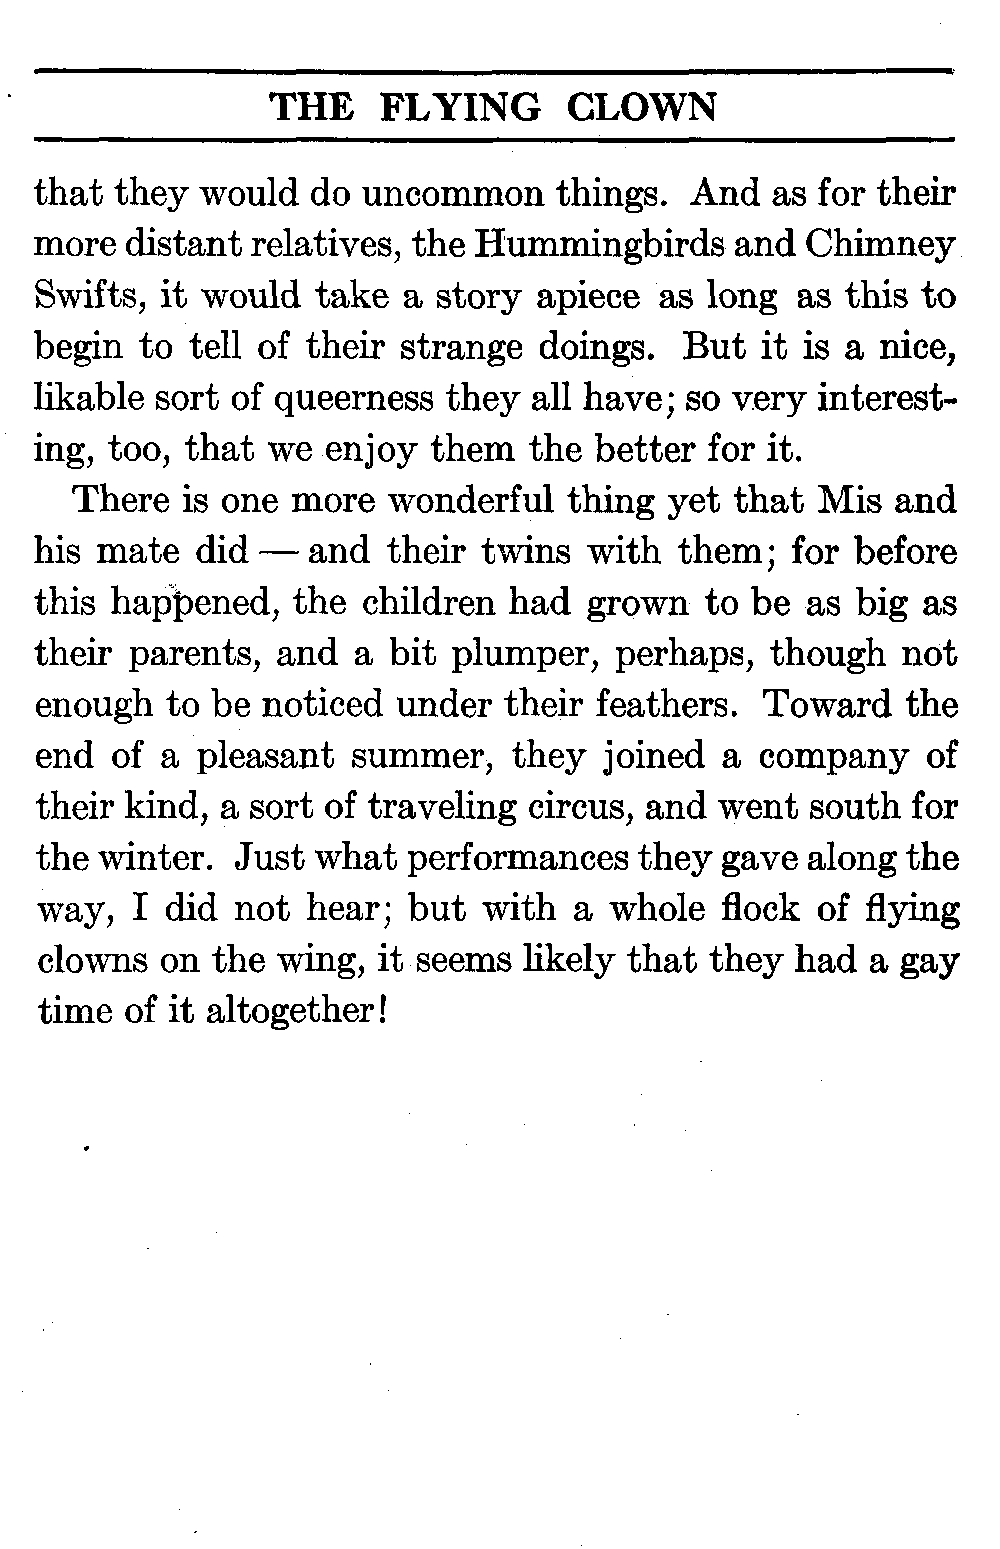 THE FLYING CLOWN
that they would do uncommon things. And as for their
more distant relatives, the Hummingbirds and Chimney
Swifts, it would take a story apiece as long as this to
begin to tell of their strange doings. But it is a nice,
likable sort of queerness they all have; so very interest-
ing, too, that we enjoy them the better for it.
There is one more wonderful thing yet that Mis and
his mate did — and their twins with them; for before
this happened, the children had grown to be as big as
their parents, and a bit plumper, perhaps, though not
enough to be noticed under their feathers. Toward the
end of a pleasant summer, they joined a company of
their kind, a sort of traveling circus, and went south for
the winter. Just what performances they gave along the
way, I did not hear; but with a whole flock of flying
clowns on the wing, it seems likely that they had a gay
time of it altogether!